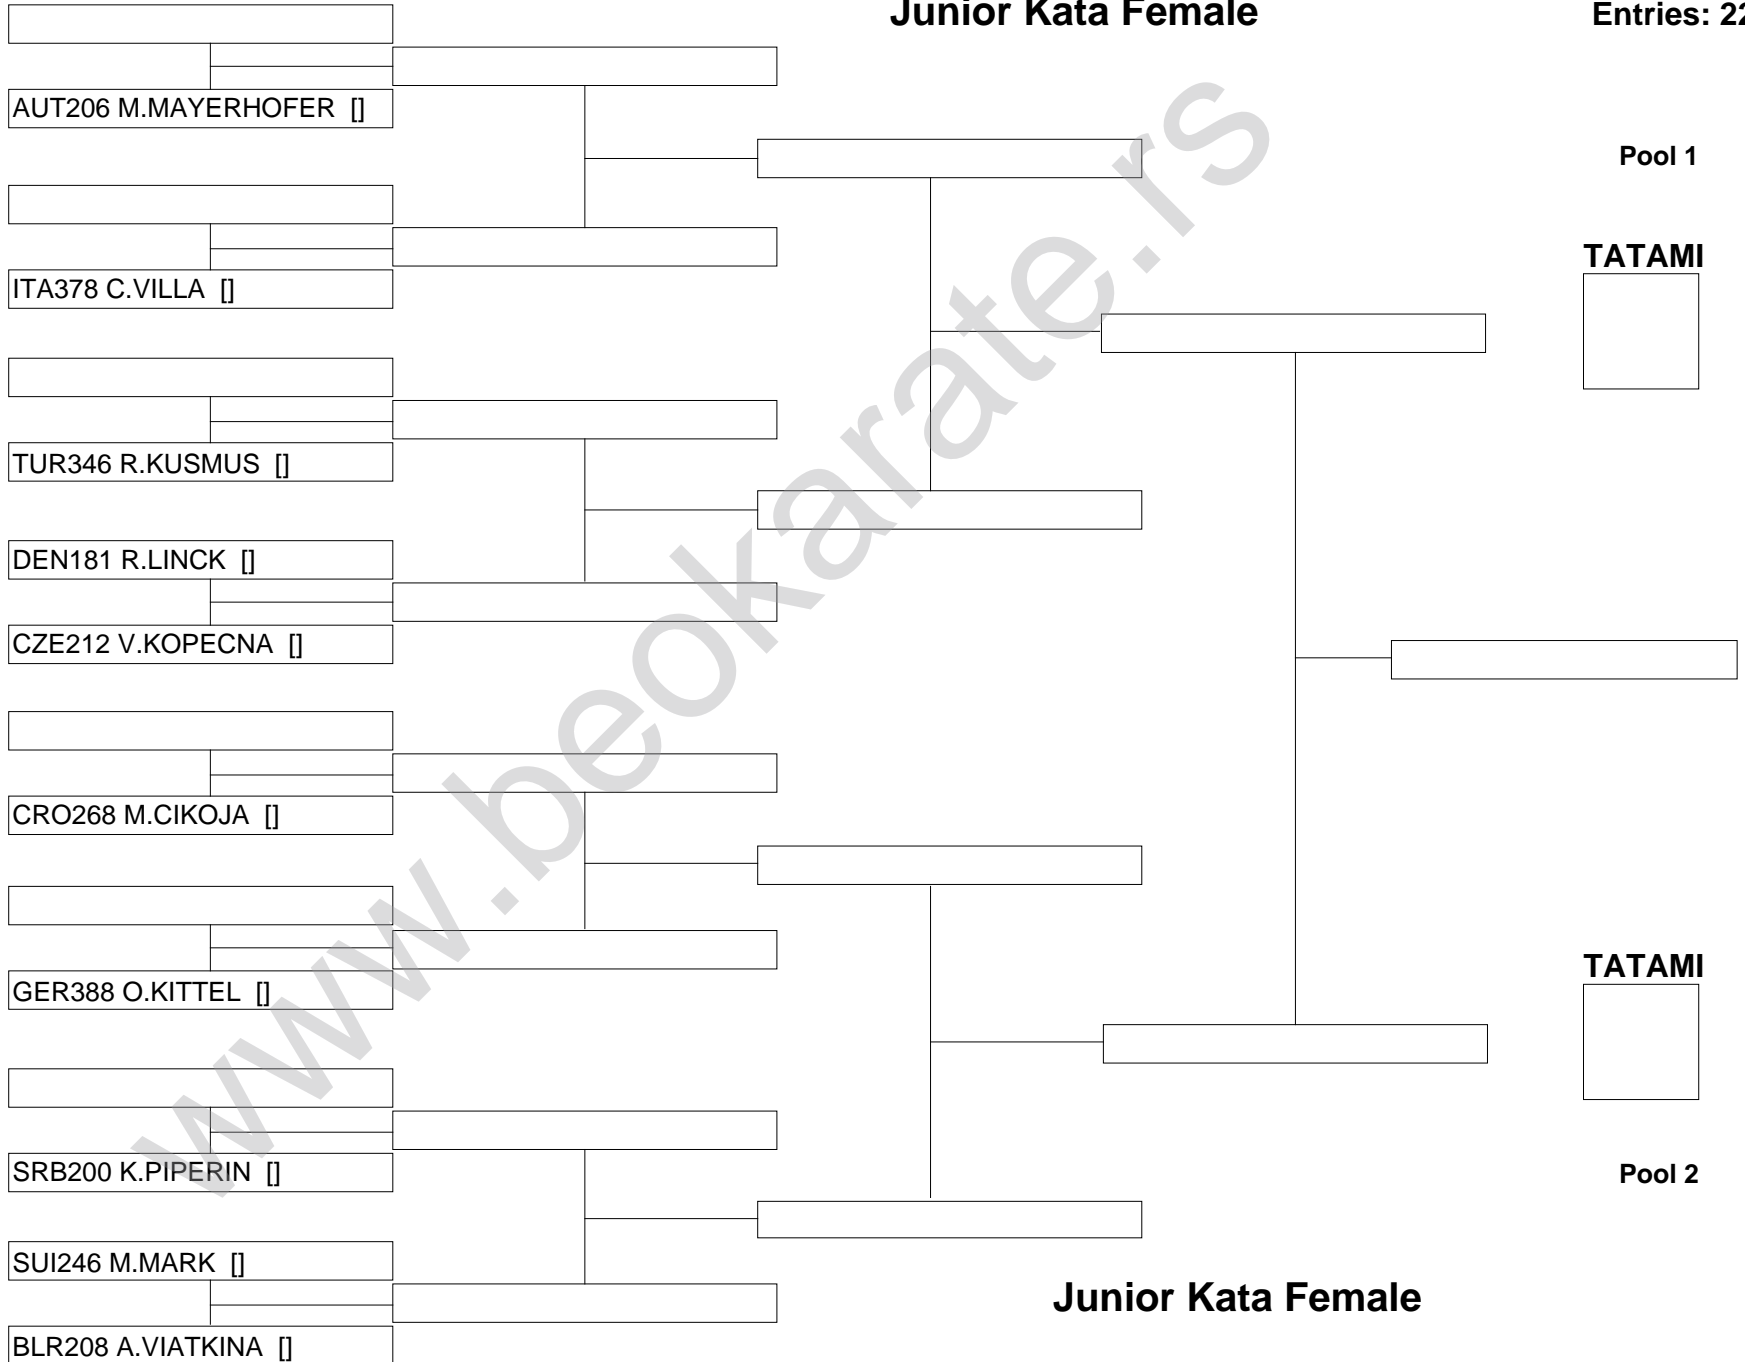 Junior Kata Female
Entries: 22
AUT206 M.MAYERHOFER []
Pool 1
ITA378 C.VILLA []
TATAMI
TUR346 R.KUSMUS []
DEN181 R.LINCK []
CZE212 V.KOPECNA []
CRO268 M.CIKOJA []
GER388 O.KITTEL []
TATAMI
SRB200 K.PIPERIN []
Pool 2
SUI246 M.MARK []
Junior Kata Female
BLR208 A.VIATKINA []
www.beokarate.rs